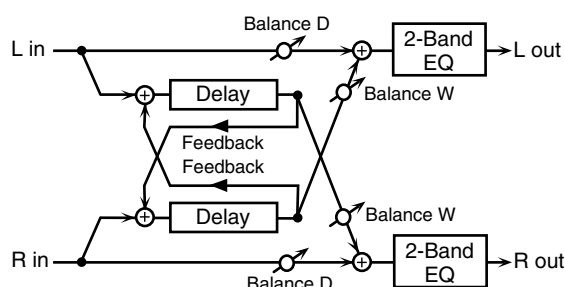 Balance D
L in
2-Band
EQ
L out
Delay
Balance W
Feedback
Feedback
Delay
Balance W
R in
2-Band
EQ
R out
Balance D